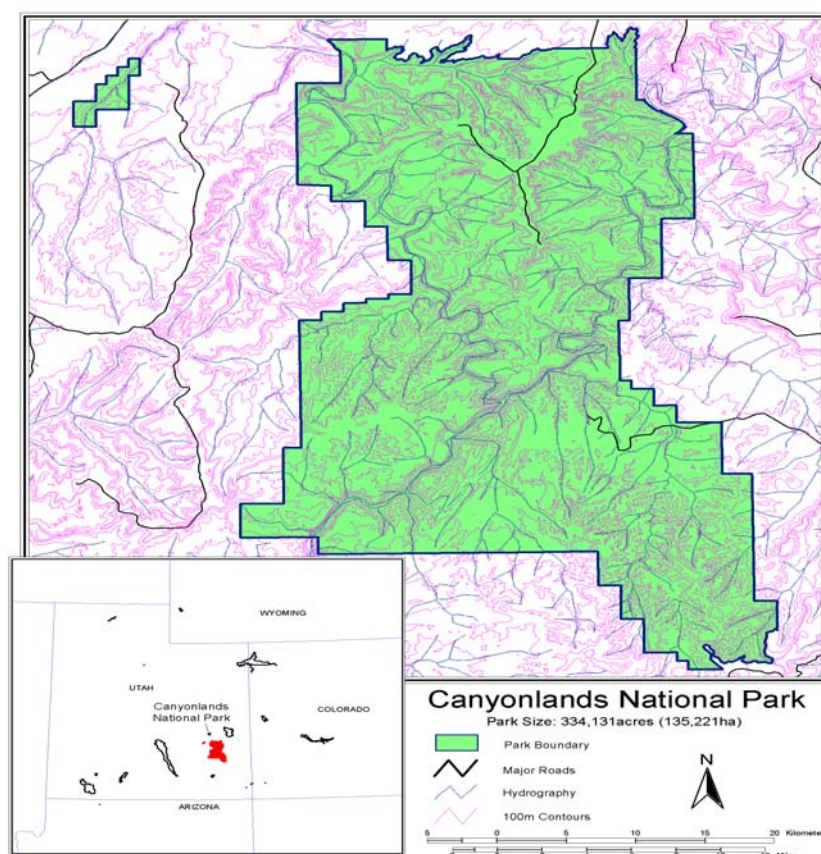 WYOMING
UTAH
Canyonlands
National Park
COLORADO
ARIZONA
Canyonlands National Park
Park Size: 334,131acres (135,221ha)
Park Boundary
Major Roads
Hydrography
100m Contours
N
5 0 5 10 15 20